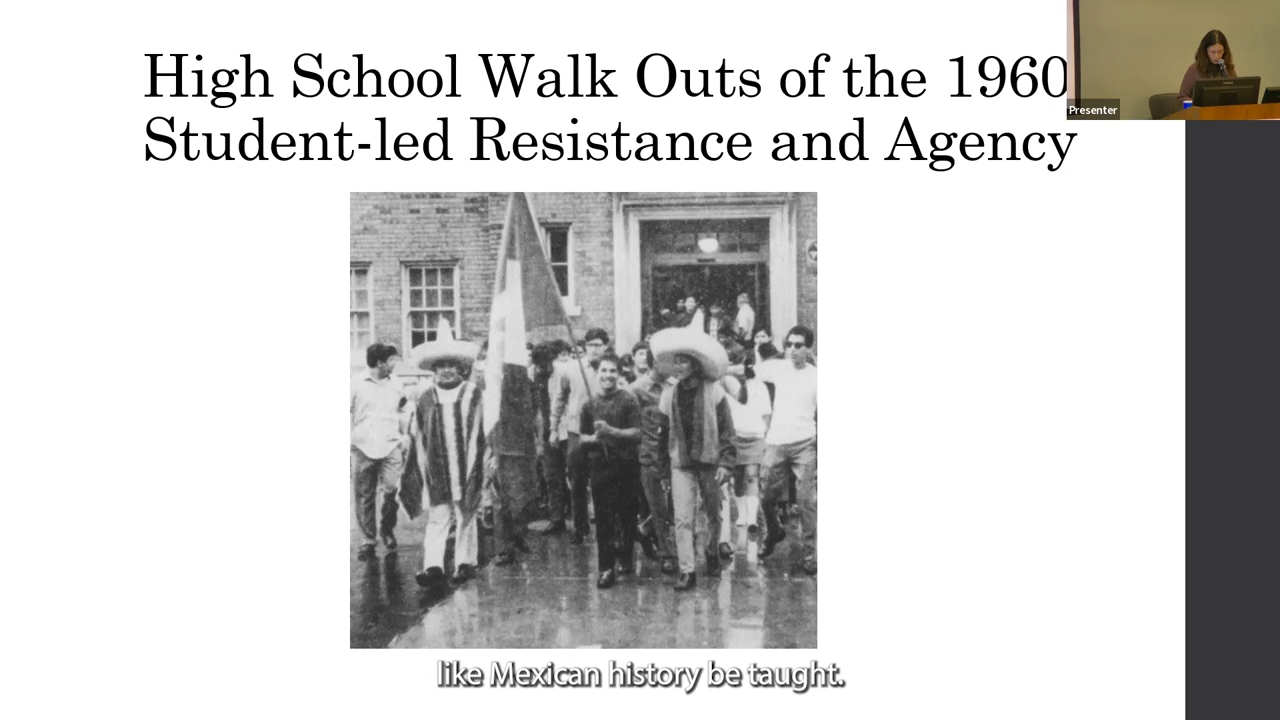 High School Walk Outs of the 1960
Student-led Resistance and Agency
Presenter
like Mexican history be taught.